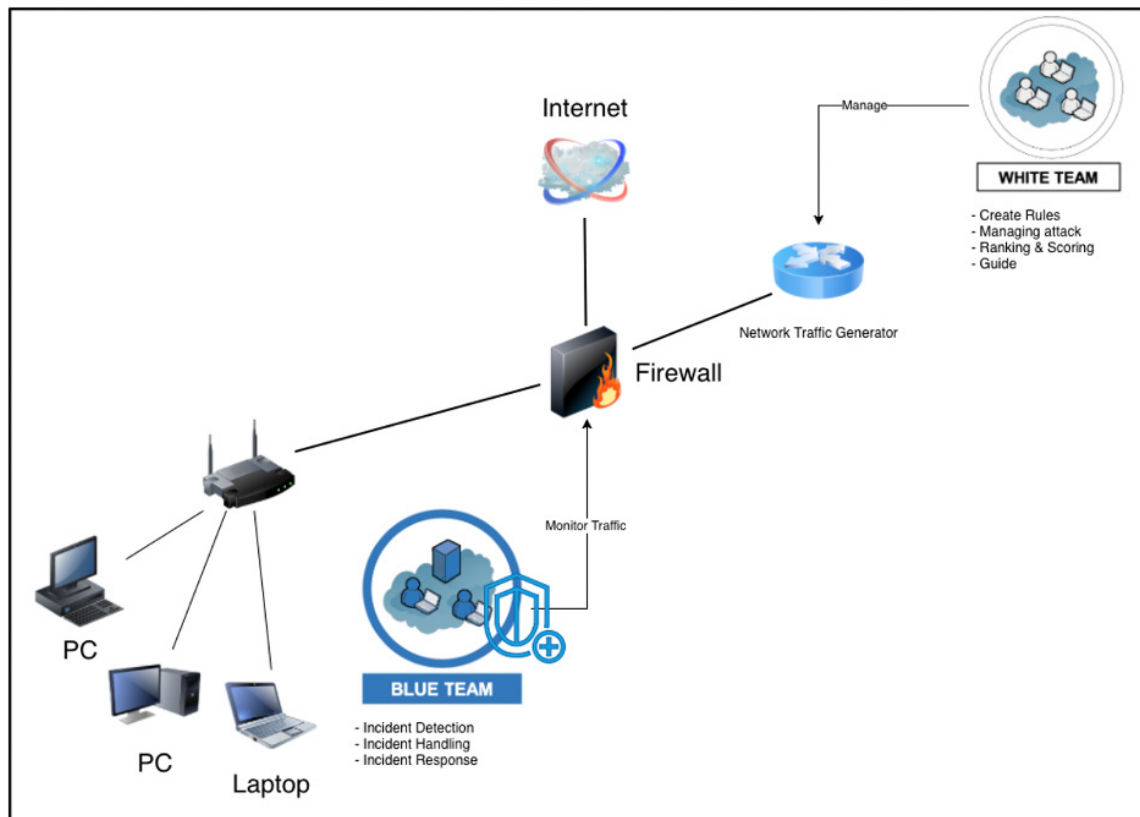 Internet
Manage
WHITE TEAM
- Create Rules
- Managing attack
- Ranking & Scoring
- Guide
Network Traffic Generator
Firewall
Monitor Traffic
PC
PC
Laptop
BLUE TEAM
- Incident Detection
- Incident Handling
- Incident Response